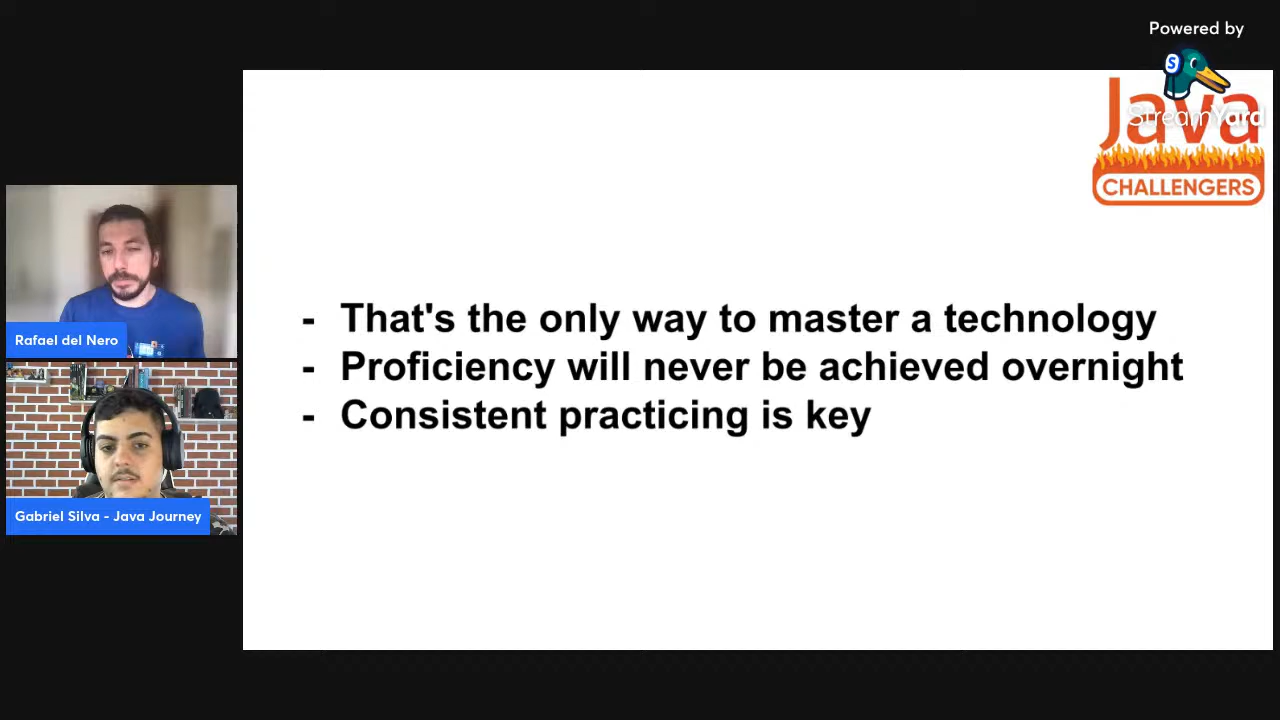 Powered by
S
StreamYard
Java
CHALLENGERS
- That's the only way to master a technology
- Proficiency will never be achieved overnight
- Consistent practicing is key
Rafael del Nero
Gabriel Silva - Java Journey